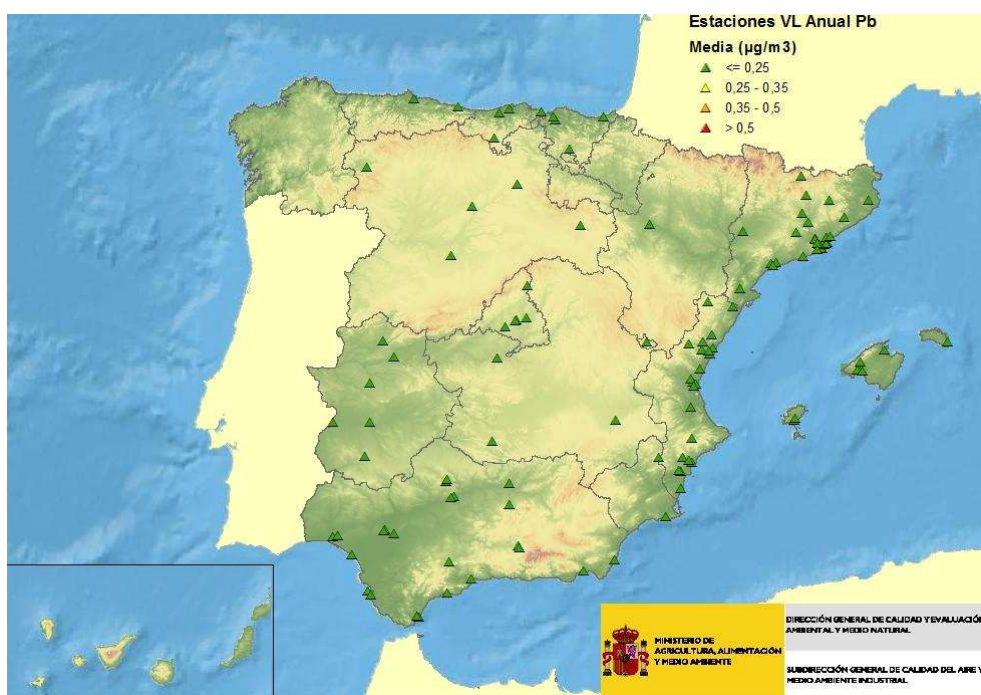 Estaciones VL Anual Pb
Media (µg/m3)
<= 0,25
0,25 - 0,35
0,35 - 0,5
> 0,5
MINISTERIO DE
AGRICULTURA, ALIMENTACIÓN
Y MEDIO AMBIENTE
DIRECCIÓN GENERAL DE CALIDAD Y EVALUACIÓN
AMBIENTAL Y MEDIO NATURAL
SUBDIRECCIÓN GENERAL DE CALIDAD DEL AIRE Y
MEDIO AMBIENTE INDUSTRIAL